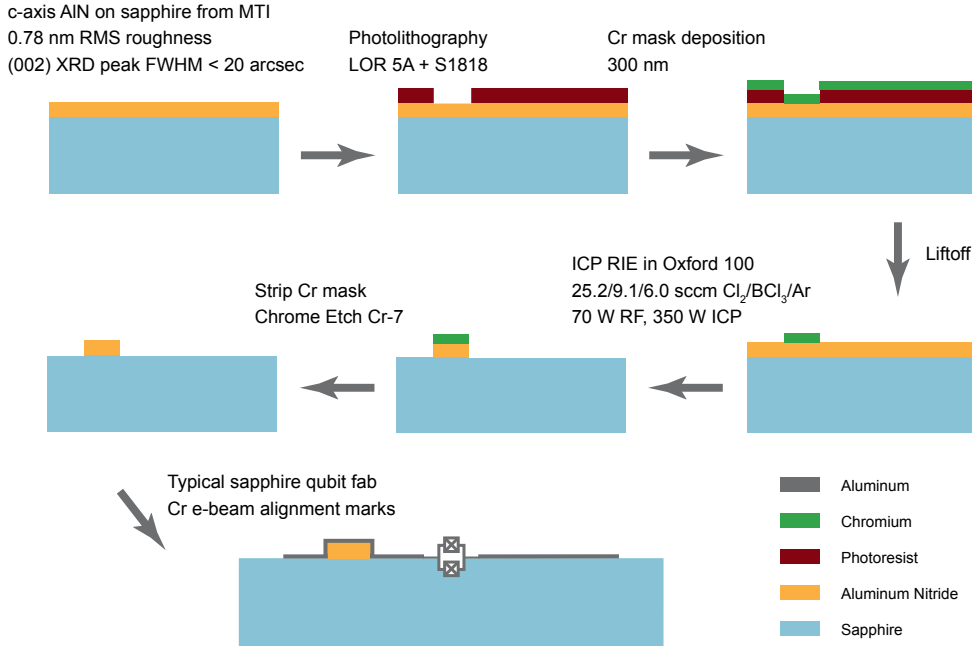 c-axis AlN on sapphire from MTI
0.78 nm RMS roughness
(002) XRD peak FWHM < 20 arcsec
Photolithography
LOR 5A + S1818
Cr mask deposition
300 nm
Liftoff
ICP RIE in Oxford 100
25.2/9.1/6.0 sccm Cl₂/BCl₃/Ar
70 W RF, 350 W ICP
Strip Cr mask
Chrome Etch Cr-7
Typical sapphire qubit fab
Cr e-beam alignment marks
Aluminum
Chromium
Photoresist
Aluminum Nitride
Sapphire